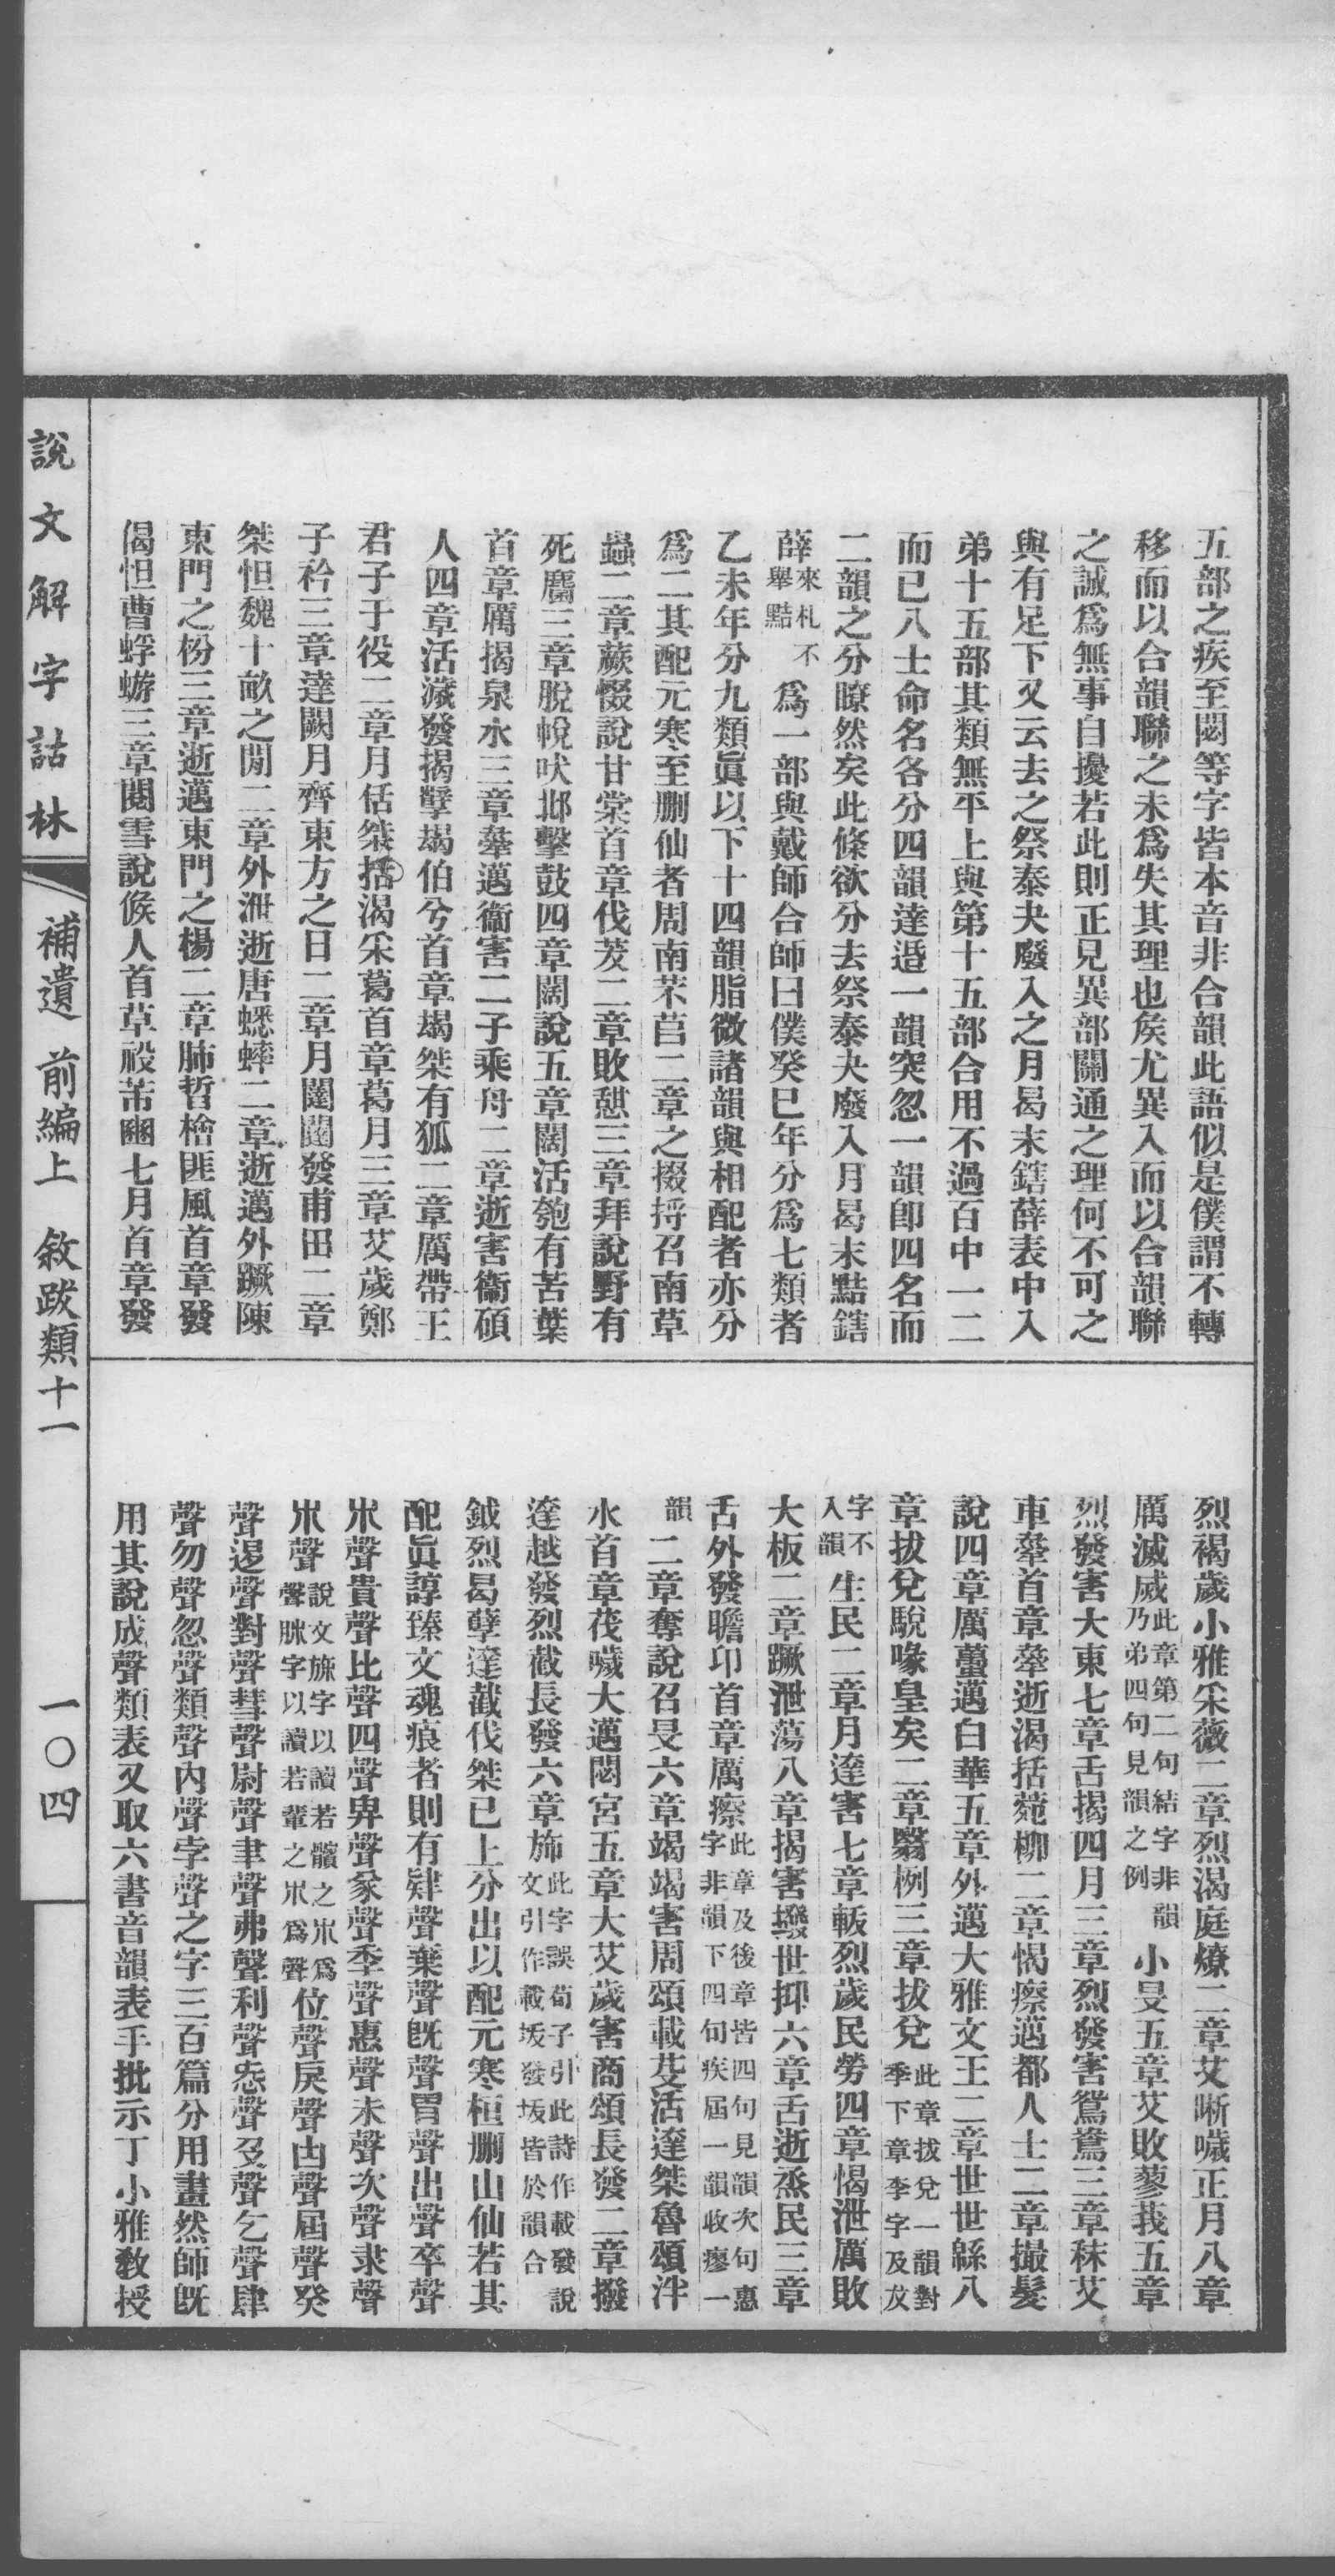 五部之疾至閟等字皆本音非合韻此語似是僕謂不轉
移而以合韻聯之未爲失其理也矦尤異入而以合韻聯
之誠爲無事自擾若此則正見異部關通之理何不可之
與有足下又云去之祭泰夬廢入之月曷末鎋薛表中入
弟十五部其類無平上與第十五部合用不過百中一二
而已八士命名各分四韻達适一韻突忽一韻卽四名而
二韻之分瞭然矣此條欲分去祭泰夬廢入月曷末黠鎋
薛來札不舉黠爲一部與戴師合師曰僕癸巳年分爲七類者
乙未年分九類眞以下十四韻脂微諸韻與相配者亦分
爲二其配元寒至刪仙者周南芣苢二章之掇捋召南草
蟲二章蕨惙說甘棠首章伐茇二章敗憇三章拜說野有
死麕三章脫帨吠邶擊鼓四章闊說五章闊活匏有苦葉
首章厲揭泉水三章舝邁衞害二子乘舟二章逝害衞碩
人四章活濊發揭孼朅伯兮首章朅桀有狐二章厲帶王
君子于役二章月佸桀括渴采葛首章葛月三章艾歲鄭
子衿三章達闕月齊東方之日二章月闥闥發甫田二章
桀怛魏十畝之閒二章外泄逝唐蟋蟀二章逝邁外蹶陳
東門之枌三章逝邁東門之楊二章肺晢檜匪風首章發
偈怛曹蜉蝣三章閱雪說候人首章祋芾豳七月首章發
烈褐歲小雅采薇二章烈渴庭燎二章艾晣噦正月八章
厲滅烕此章第二句結字非韻乃弟四句見韻之例小旻五章艾敗蓼莪五章
烈發害大東七章舌揭四月三章烈發害鴛鴦三章秣艾
車舝首章舝逝渴括菀柳二章愒瘵邁都人士二章撮髮
說四章厲蠆邁白華五章外邁大雅文王二章世世緜八
章拔兌駾喙皇矣二章翳栵三章拔兌此章拔兌一韻對季下章季字及友
字不入韻生民二章月達害七章軷烈歲民勞四章愒泄厲敗
大板二章蹶泄蕩八章揭害撥世抑六章舌逝烝民三章
舌外發瞻卬首章厲瘵此章及後章皆四句見韻次句惠字非韻下四句疾屆一韻收瘳一
韻二章奪說召旻六章竭竭害周頌載芟活達桀魯頌泮
水首章茷噦大邁閟宮五章大艾歲害商頌長發二章撥
達越發烈截長發六章旆此字誤荀子引此詩作載發說文引作載坺發坺皆於韻合
鉞烈曷孼達截伐桀已上分出以配元寒桓刪山仙若其
配眞諄臻文魂痕者則有肄聲棄聲旣聲胃聲出聲卒聲
朮聲貴聲比聲四聲畀聲㒸聲季聲惠聲未聲次聲隶聲
朮聲位聲戾聲凷聲屆聲癸
聲遝聲對聲彗聲尉聲聿聲弗聲利聲㤅聲𠬛聲乞聲肆
聲勿聲忽聲類聲內聲孛聲之字三百篇分用畫然師旣
用其說成聲類表又取六書音韻表手批示丁小雅敎授
說文解字詁林 補遺 前編上 敘跋類十一 一〇四